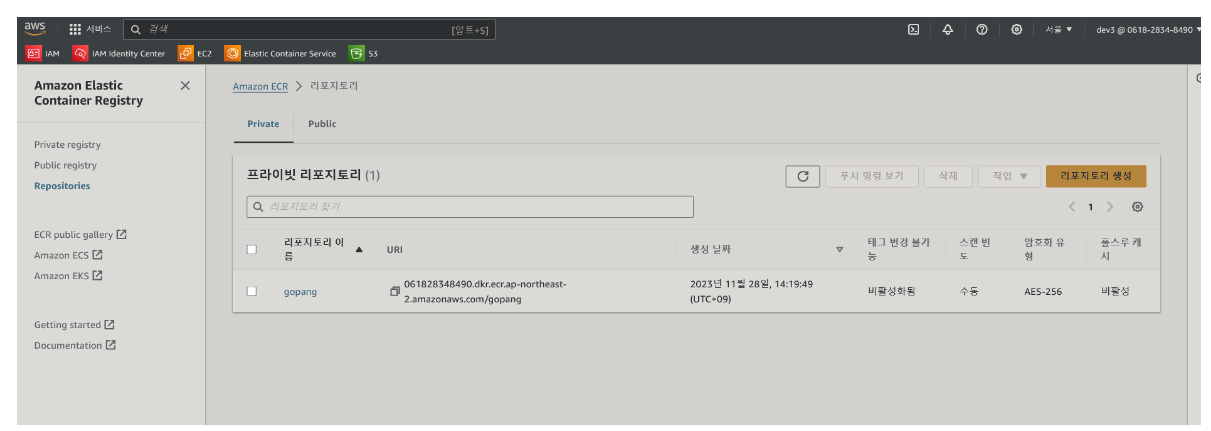 aws
서비스
검색
[알트+S]
서울 ▼
dev3 @ 0618-2834-8490 ▼
IAM
IAM Identity Center
EC2
Elastic Container Service
S3
Amazon Elastic
Container Registry
Private registry
Public registry
Repositories
ECR public gallery
Amazon ECS
Amazon EKS
Getting started
Documentation
Amazon ECR > 리포지토리
Private
Public
프라이빗 리포지토리 (1)
푸시 명령 보기
삭제
작업 ▼
리포지토리 생성
리포지토리 찾기
< 1 >
리포지토리 이
름
URI
생성 날짜
태그 변경 불가
능
스캔 빈
도
암호화 유
형
풀스루 캐
시
gopang
061828348490.dkr.ecr.ap-northeast-
2.amazonaws.com/gopang
2023년 11월 28일, 14:19:49
(UTC+09)
비활성화됨
수동
AES-256
비활성